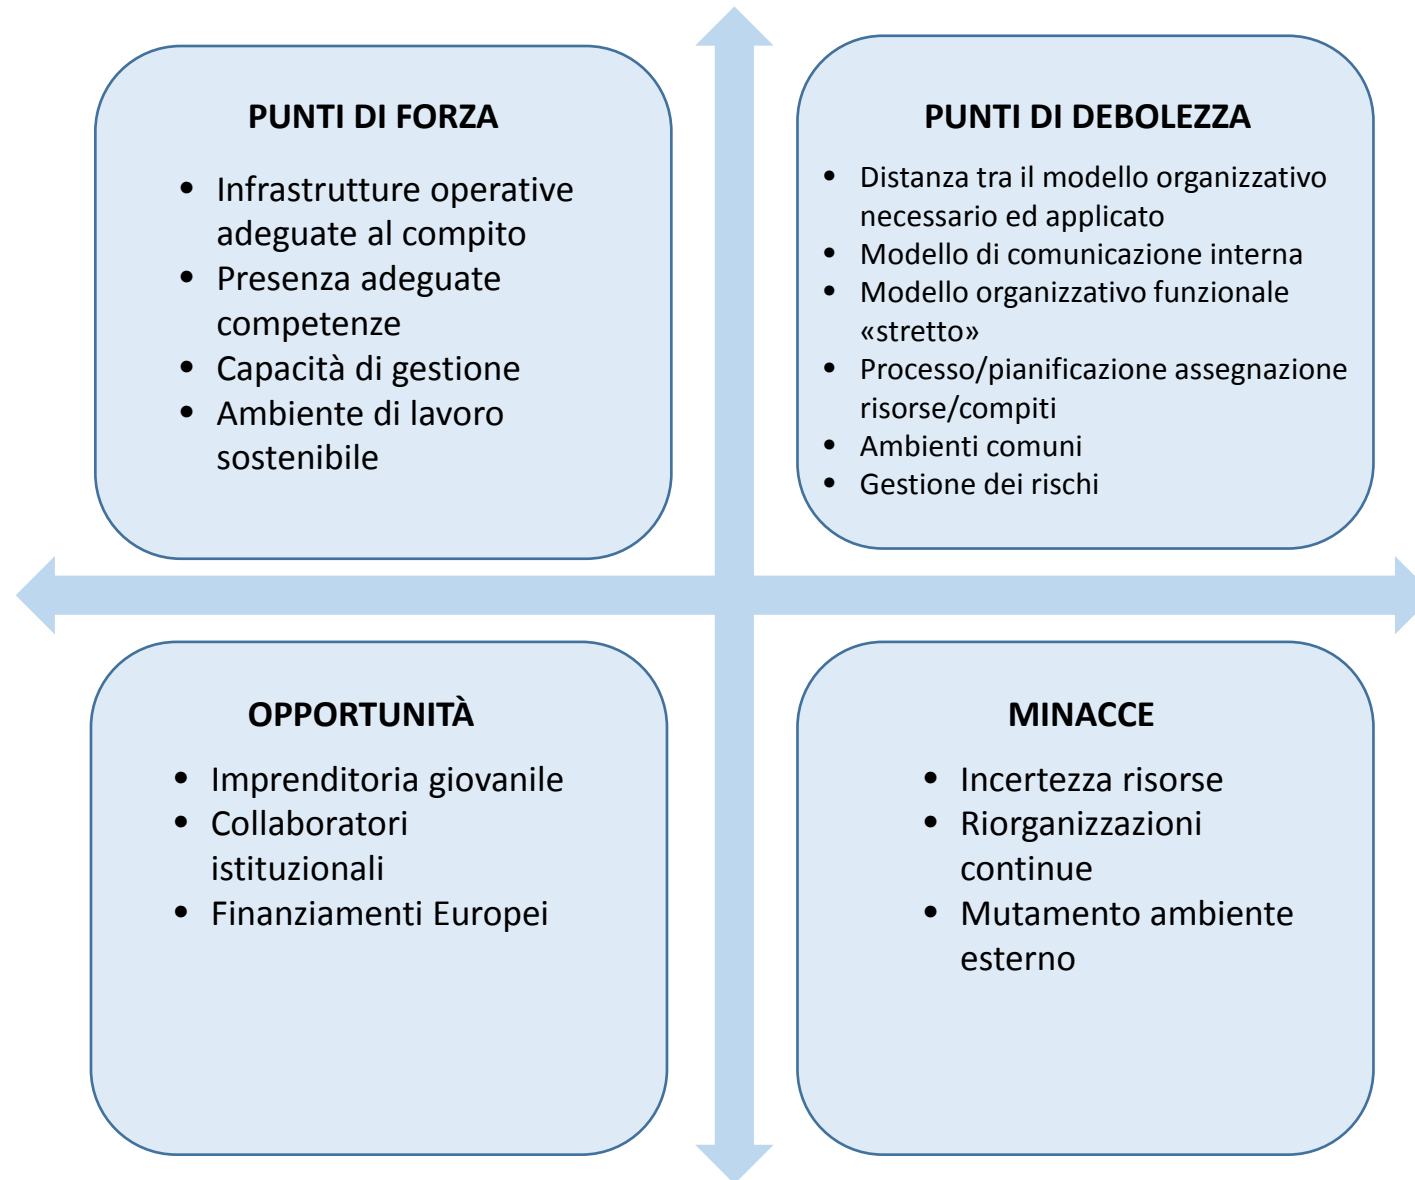 PUNTI DI FORZA
• Infrastrutture operative
adeguate al compito
• Presenza adeguate
competenze
• Capacità di gestione
• Ambiente di lavoro
sostenibile
PUNTI DI DEBOLEZZA
• Distanza tra il modello organizzativo
necessario ed applicato
• Modello di comunicazione interna
• Modello organizzativo funzionale
«stretto»
• Processo/pianificazione assegnazione
risorse/compiti
• Ambienti comuni
• Gestione dei rischi
OPPORTUNITÀ
• Imprenditoria giovanile
• Collaboratori
istituzionali
• Finanziamenti Europei
MINACCE
• Incertezza risorse
• Riorganizzazioni
continue
• Mutamento ambiente
esterno